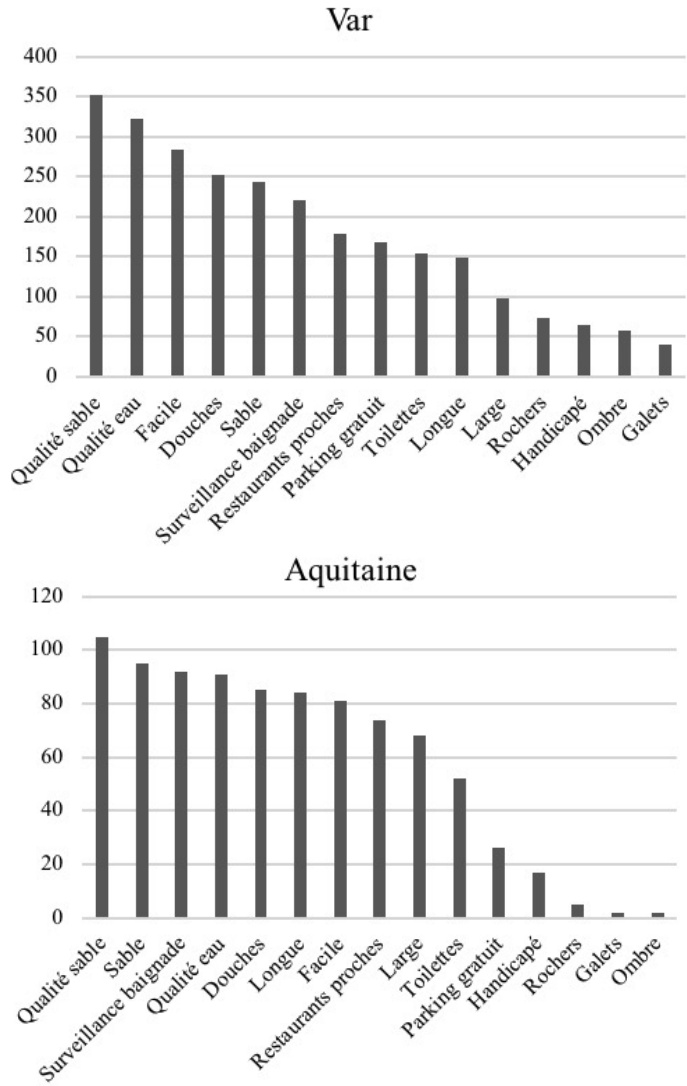 Var
400
350
300
250
200
150
100
50
0
Qualité sable
Qualité eau
Facile
Douches
Sable
Surveillance baignade
Restaurants proches
Parking gratuit
Toilettes
Longue
Large
Rochers
Handicapé
Ombre
Galets
Aquitaine
120
100
80
60
40
20
0
Qualité sable
Sable
Surveillance baignade
Qualité eau
Douches
Longue
Facile
Restaurants proches
Large
Toilettes
Parking gratuit
Handicapé
Rochers
Galets
Ombre